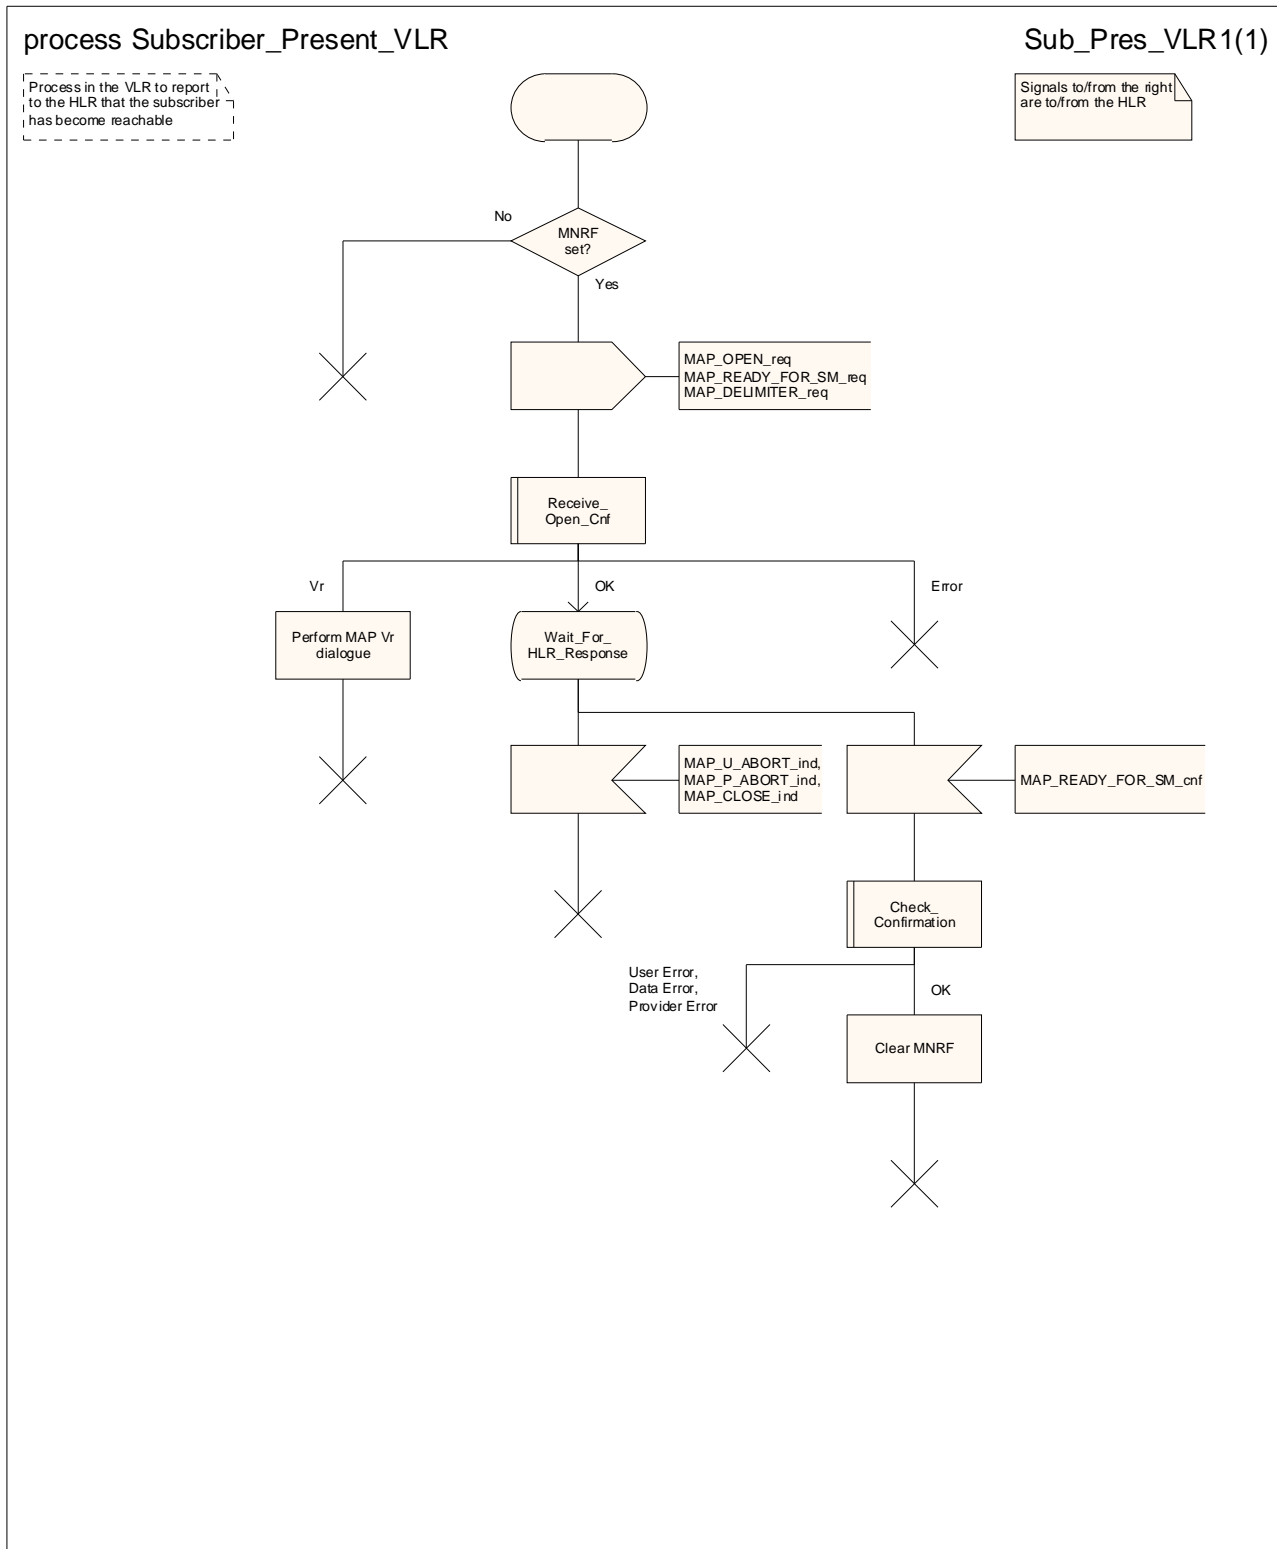 process Subscriber_Present_VLR
Sub_Pres_VLR1(1)
Process in the VLR to report
to the HLR that the subscriber
has become reachable
Signals to/from the right
are to/from the HLR
No
MNRF
set?
Yes
MAP_OPEN_req
MAP_READY_FOR_SM_req
MAP_DELIMITER_req
Receive_
Open_Cnf
Vr
OK
Error
Perform MAP Vr
dialogue
Wait_For_
HLR_Response
MAP_U_ABORT_ind,
MAP_P_ABORT_ind,
MAP_CLOSE_ind
MAP_READY_FOR_SM_cnf
Check_
Confirmation
User Error,
Data Error,
Provider Error
OK
Clear MNRF